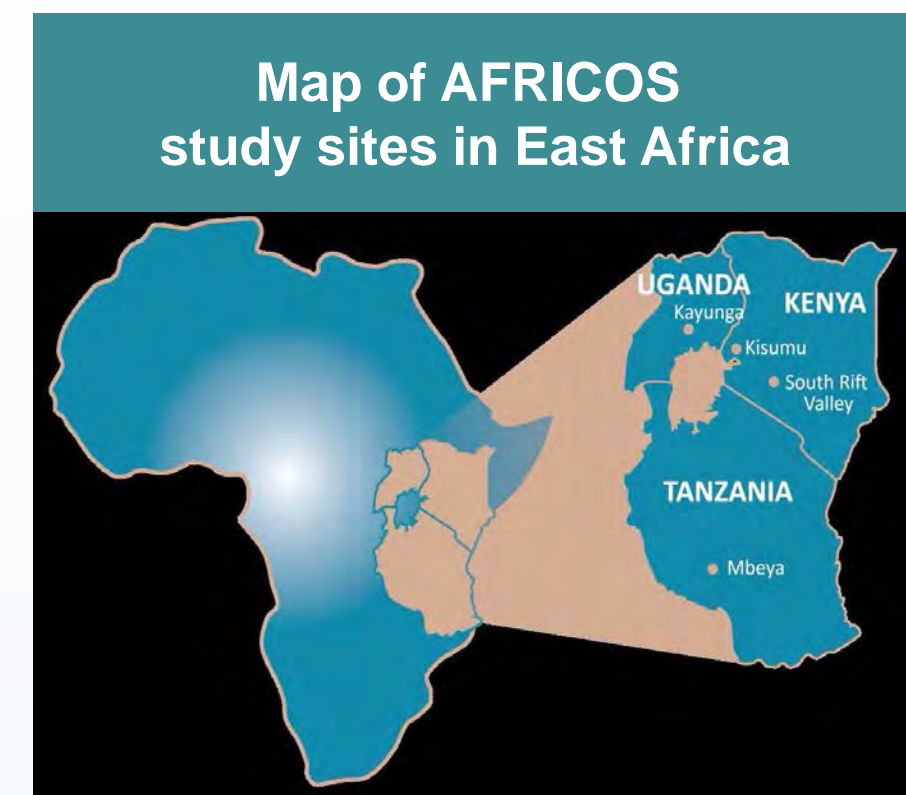 Map of AFRICOS
study sites in East Africa
UGANDA
Kayunga
KENYA
Kisumu
South Rift
Valley
TANZANIA
Mbeya